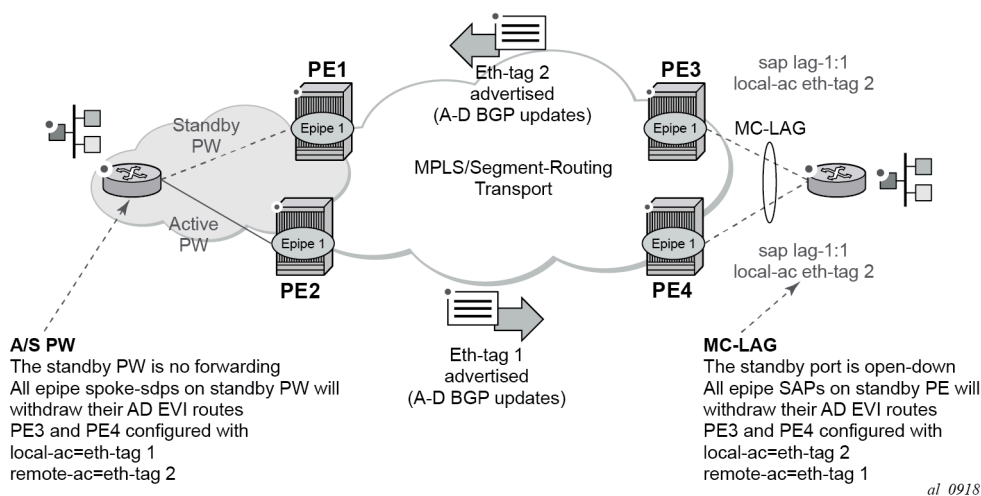 PE1
Eth-tag 2
advertised
(A-D BGP updates)
PE3
sap lag-1:1
local-ac eth-tag 2
Standby
PW
Epipe 1
Epipe 1
MC-LAG
MPLS/Segment-Routing
Transport
Active
PW
Epipe 1
Epipe 1
sap lag-1:1
local-ac eth-tag 2
PE2
PE4
A/S PW
The standby PW is no forwarding
All epipe spoke-sdps on standby PW will
withdraw their AD EVI routes
PE3 and PE4 configured with
local-ac=eth-tag 1
remote-ac=eth-tag 2
Eth-tag 1
advertised
(A-D BGP updates)
MC-LAG
The standby port is open-down
All epipe SAPs on standby PE will
withdraw their AD EVI routes
PE3 and PE4 configured with
local-ac=eth-tag 2
remote-ac=eth-tag 1
al_0918